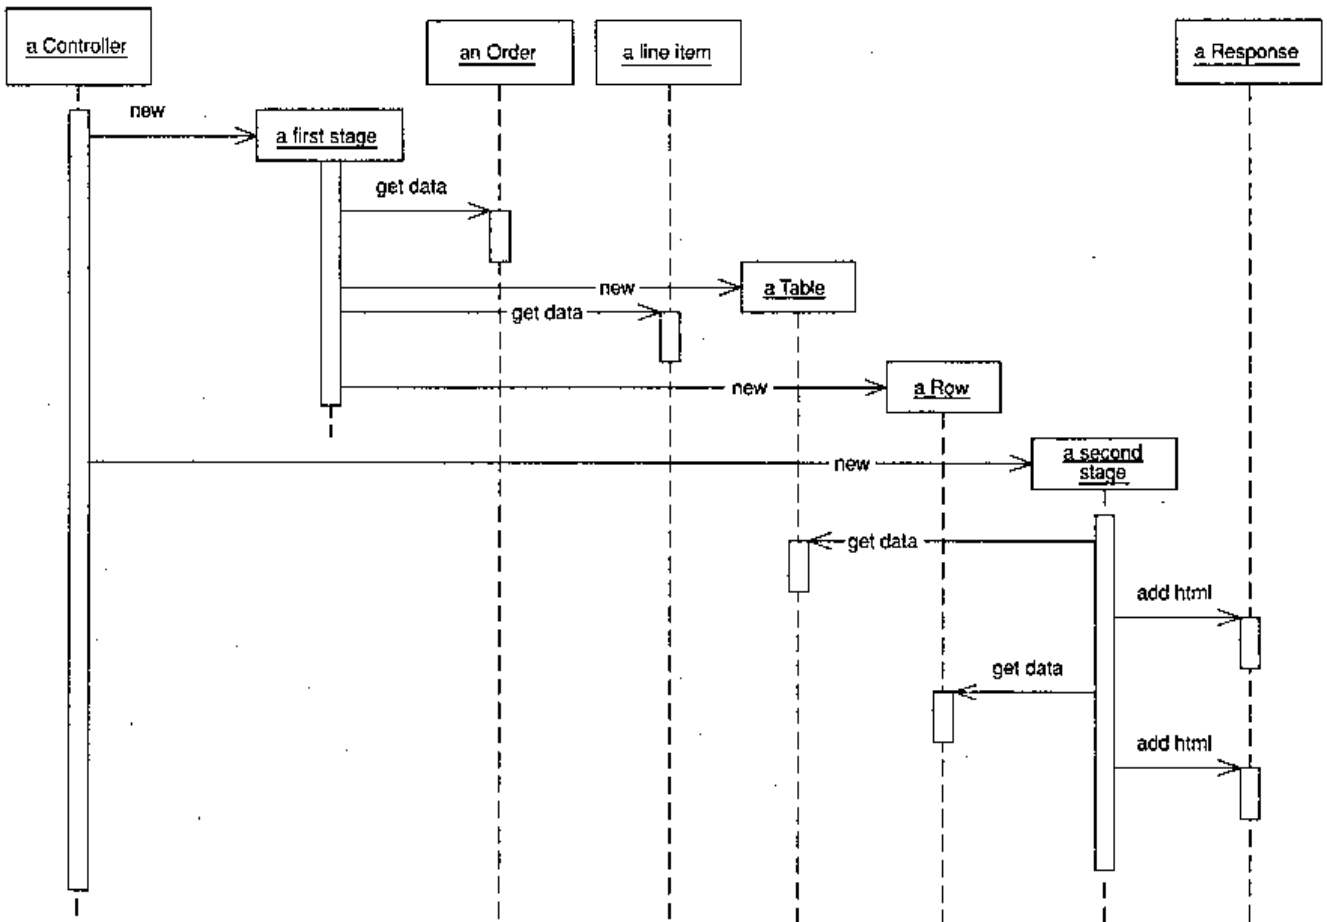 a Controller
an Order
a line item
a Response
new
a first stage
get data
new
a Table
get data
new
a Row
new
a second
stage
get data
add html
get data
add html